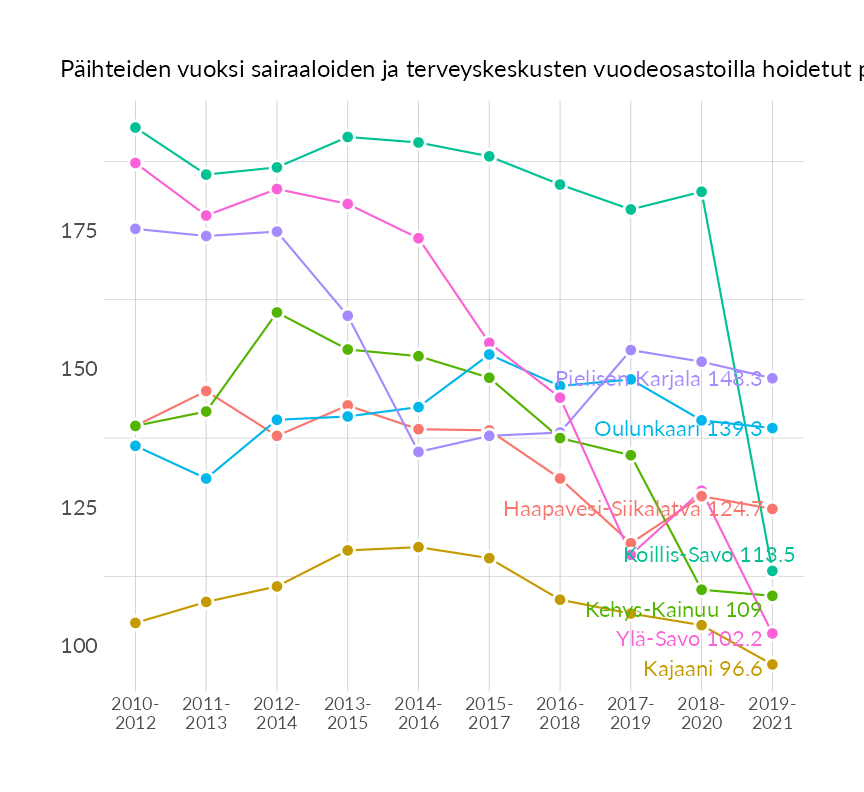 Päihteiden vuoksi sairaaloiden ja terveyskeskusten vuodeosastoilla hoidetut
175
150
125
100
Pielisen Karjala 148.3
Oulunkaari 139.3
Haapavesi-Siikalatva 124.7
Koillis-Savo 113.5
Kehys-Kainuu 109
Ylä-Savo 102.2
Kajaani 96.6
2010-2012
2011-2013
2012-2014
2013-2015
2014-2016
2015-2017
2016-2018
2017-2019
2018-2020
2019-2021